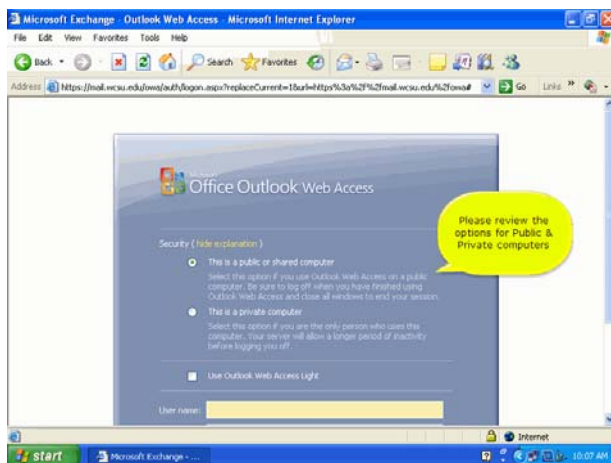 Microsoft Exchange - Outlook Web Access - Microsoft Internet Explorer
File Edit View Favorites Tools Help
Back Search Favorites
Address https://mail.wcsu.edu/owa/auth/logon.aspx?replaceCurrent=1&url=https%3a%2f%2fmail.wcsu.edu%2fowa# Go Links »
Microsoft
Office Outlook Web Access
Please review the
options for Public &
Private computers
Security ( hide explanation )
This is a public or shared computer
Select this option if you use Outlook Web Access on a public
computer. Be sure to log off when you have finished using
Outlook Web Access and close all windows to end your session.
This is a private computer
Select this option if you are the only person who uses this
computer. Your server will allow a longer period of inactivity
before logging you off.
Use Outlook Web Access Light
User name:
Internet
start Microsoft Exchange - ... 10:07 AM